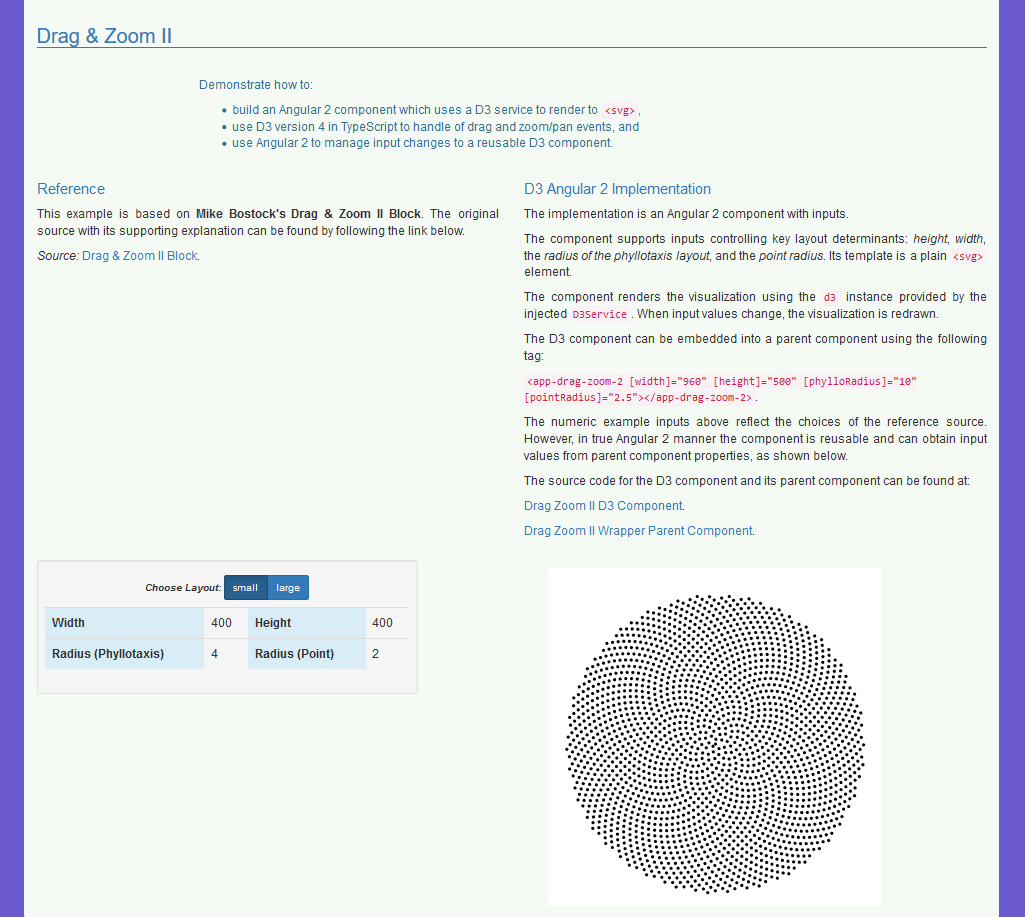 Drag & Zoom II
Demonstrate how to:
• build an Angular 2 component which uses a D3 service to render to <svg>,
• use D3 version 4 in TypeScript to handle of drag and zoom/pan events, and
• use Angular 2 to manage input changes to a reusable D3 component.
Reference
This example is based on Mike Bostock's Drag & Zoom II Block. The original
source with its supporting explanation can be found by following the link below.
Source: Drag & Zoom II Block.
D3 Angular 2 Implementation
The implementation is an Angular 2 component with inputs.
The component supports inputs controlling key layout determinants: height, width,
the radius of the phyllotaxis layout, and the point radius. Its template is a plain <svg>
element.
The component renders the visualization using the d3 instance provided by the
injected D3Service. When input values change, the visualization is redrawn.
The D3 component can be embedded into a parent component using the following
tag:
<app-drag-zoom-2 [width]="960" [height]="500" [phylloRadius]="10"
[pointRadius]="2.5"></app-drag-zoom-2>.
The numeric example inputs above reflect the choices of the reference source.
However, in true Angular 2 manner the component is reusable and can obtain input
values from parent component properties, as shown below.
The source code for the D3 component and its parent component can be found at:
Drag Zoom II D3 Component.
Drag Zoom II Wrapper Parent Component.
Choose Layout: small large
Width 400 Height 400
Radius (Phyllotaxis) 4 Radius (Point) 2